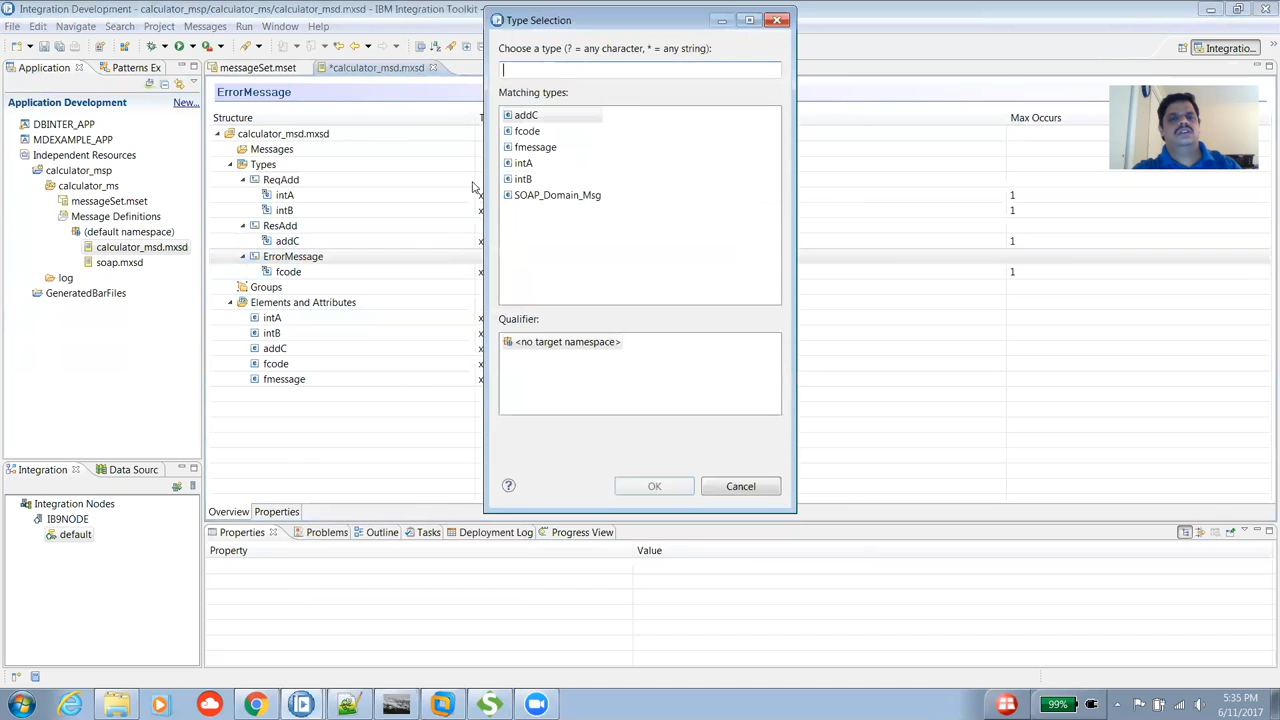 Integration Development - calculator_msp/calculator_ms/calculator_msd.mxsd - IBM Integration Toolkit
Type Selection
File Edit Navigate Search Project Messages Run Window Help
Integratio...
Application
Patterns Ex
messageSet.mset
*calculator_msd.mxsd
Choose a type (? = any character, * = any string):
Application Development
New...
ErrorMessage
Matching types:
Structure
Max Occurs
DBINTER_APP
MDEXAMPLE_APP
Independent Resources
calculator_msp
calculator_ms
messageSet.mset
Message Definitions
(default namespace)
calculator_msd.mxsd
soap.mxsd
log
GeneratedBarFiles
calculator_msd.mxsd
Messages
Types
ReqAdd
intA
1
intB
1
ResAdd
addC
1
ErrorMessage
fcode
1
Groups
Elements and Attributes
intA
intB
addC
fcode
fmessage
addC
fcode
fmessage
intA
intB
SOAP_Domain_Msg
Qualifier:
<no target namespace>
OK
Cancel
Integration
Data Sourc
Integration Nodes
IB9NODE
default
Overview
Properties
Properties
Problems
Outline
Tasks
Deployment Log
Progress View
Property
Value
99%
5:35 PM
6/11/2017